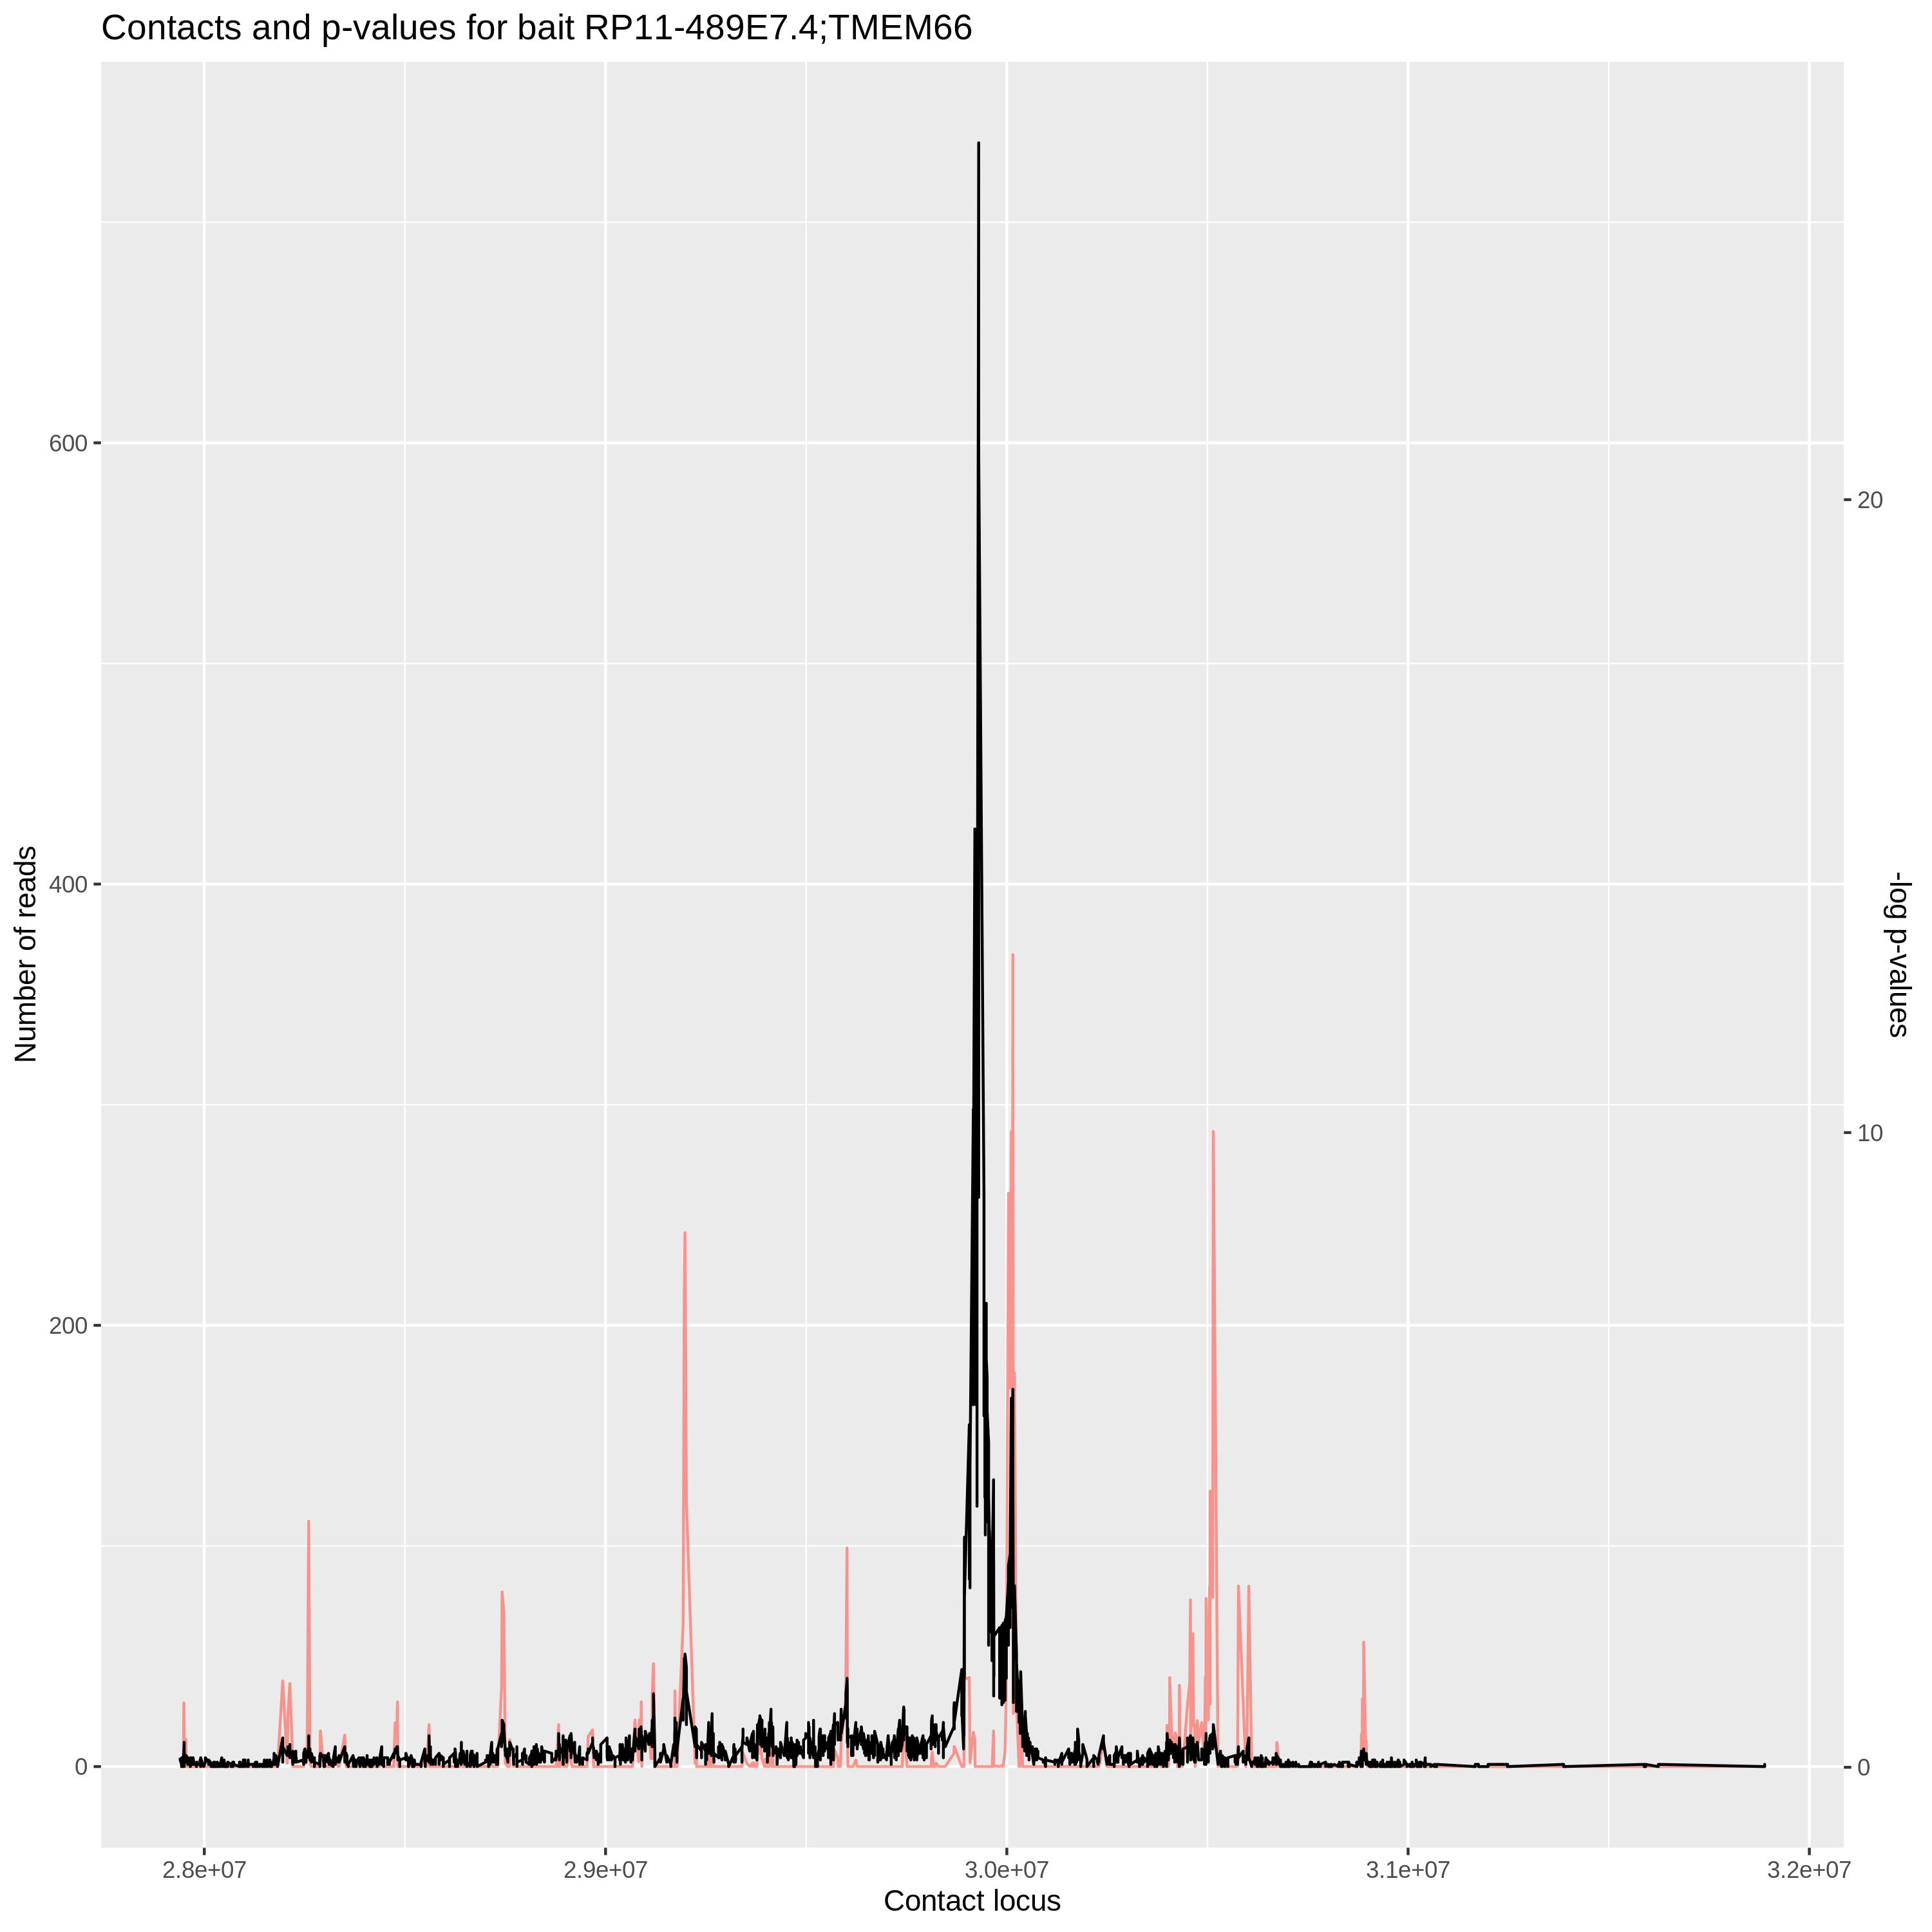 Contacts and p-values for bait RP11-489E7.4;TMEM66
600
400
200
0
Number of reads
20
10
0
-log p-values
2.8e+07
2.9e+07
3.0e+07
3.1e+07
3.2e+07
Contact locus